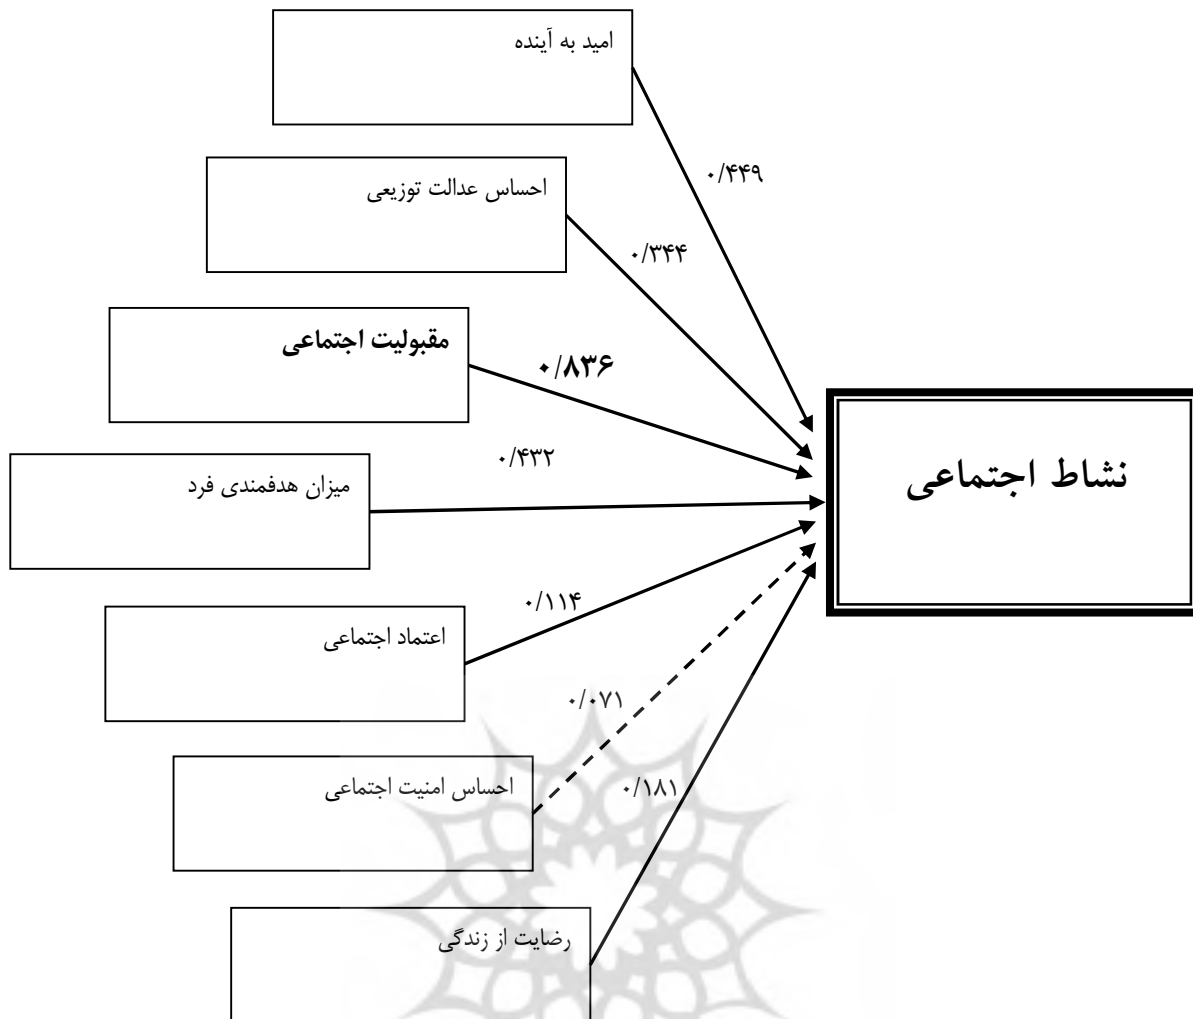 امید به آینده
۰/۴۴۹
احساس عدالت توزیعی
۰/۳۴۴
مقبولیت اجتماعی
۰/۸۳۶
نشاط اجتماعی
۰/۴۳۲
میزان هدفمندی فرد
۰/۱۱۴
اعتماد اجتماعی
۰/۰۷۱
احساس امنیت اجتماعی
۰/۱۸۱
رضایت از زندگی